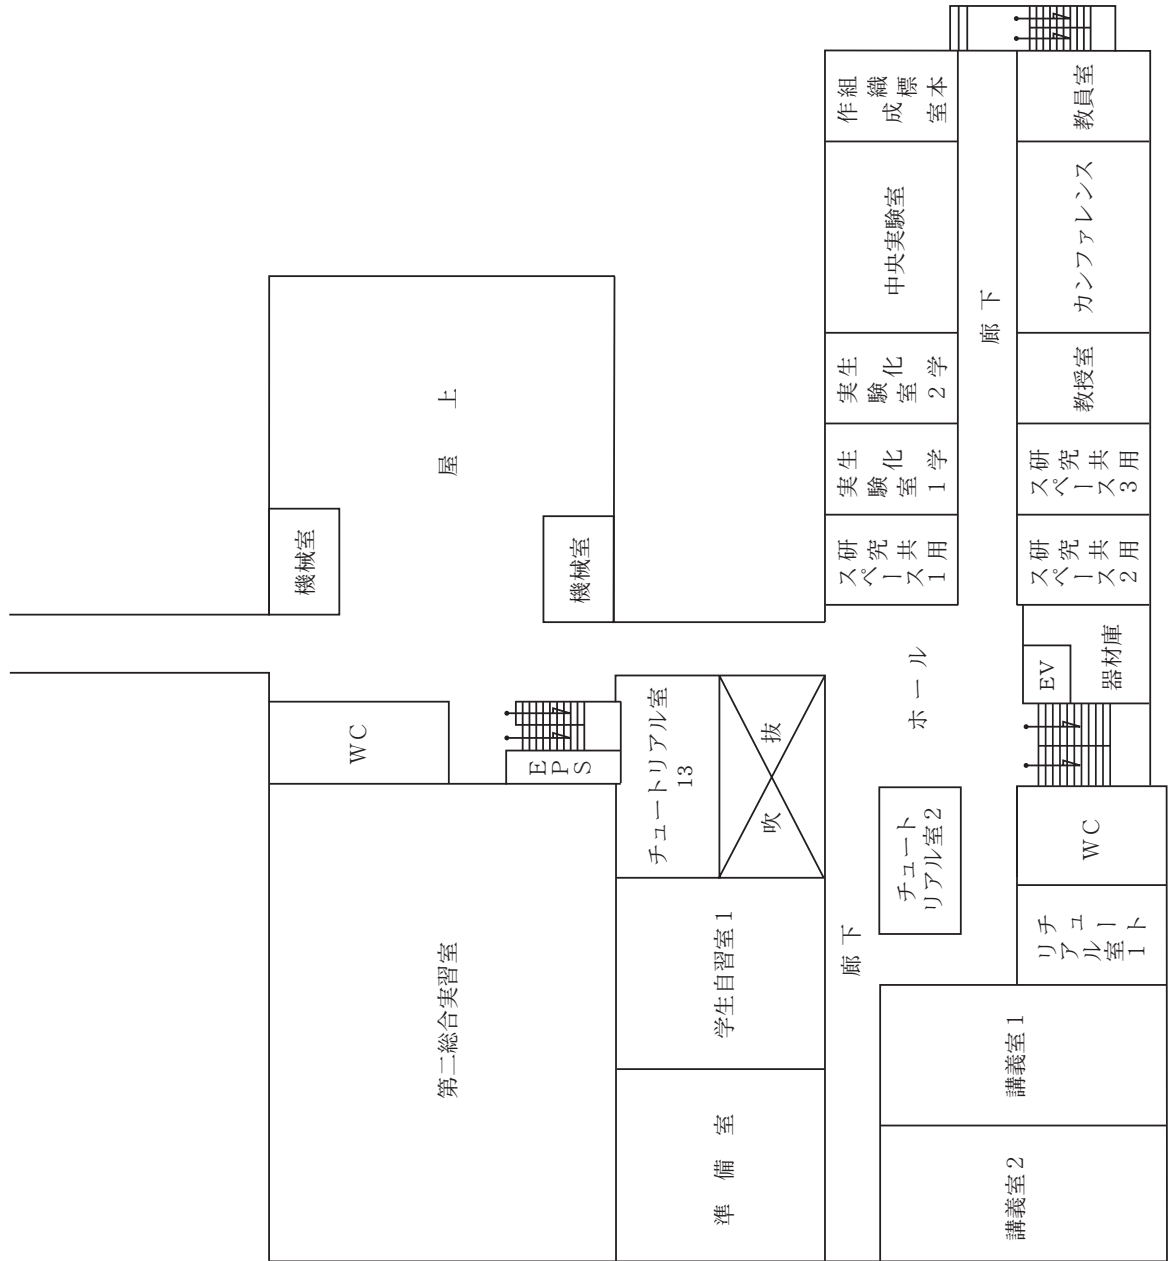 機械室
WC
第二総合実習室
屋上
EPS
機械室
チュートリアル室
13
準備室
学生自習室1
吹抜
廊下
チュート
リアル室2
ホール
研究共用
スペース1
生化学
実験室1
生化学
実験室2
中央実験室
組織標本
作成室
廊下
講義室2
講義室1
チュート
リアル室1
WC
EV
器材庫
研究共用
スペース2
研究共用
スペース3
教授室
カンファレンス
教員室